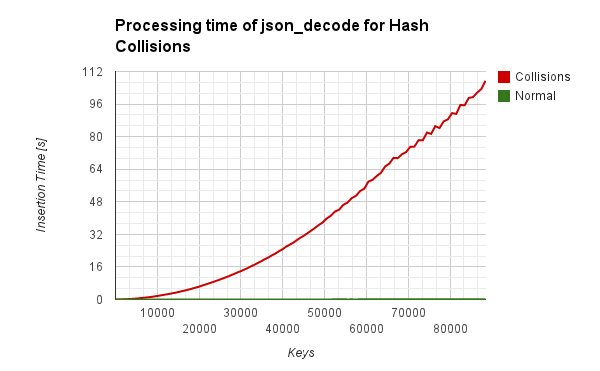 Processing time of json_decode for Hash
Collisions
112
96
80
64
48
32
16
0
Insertion Time [s]
Collisions
Normal
10000
20000
30000
40000
50000
60000
70000
80000
Keys